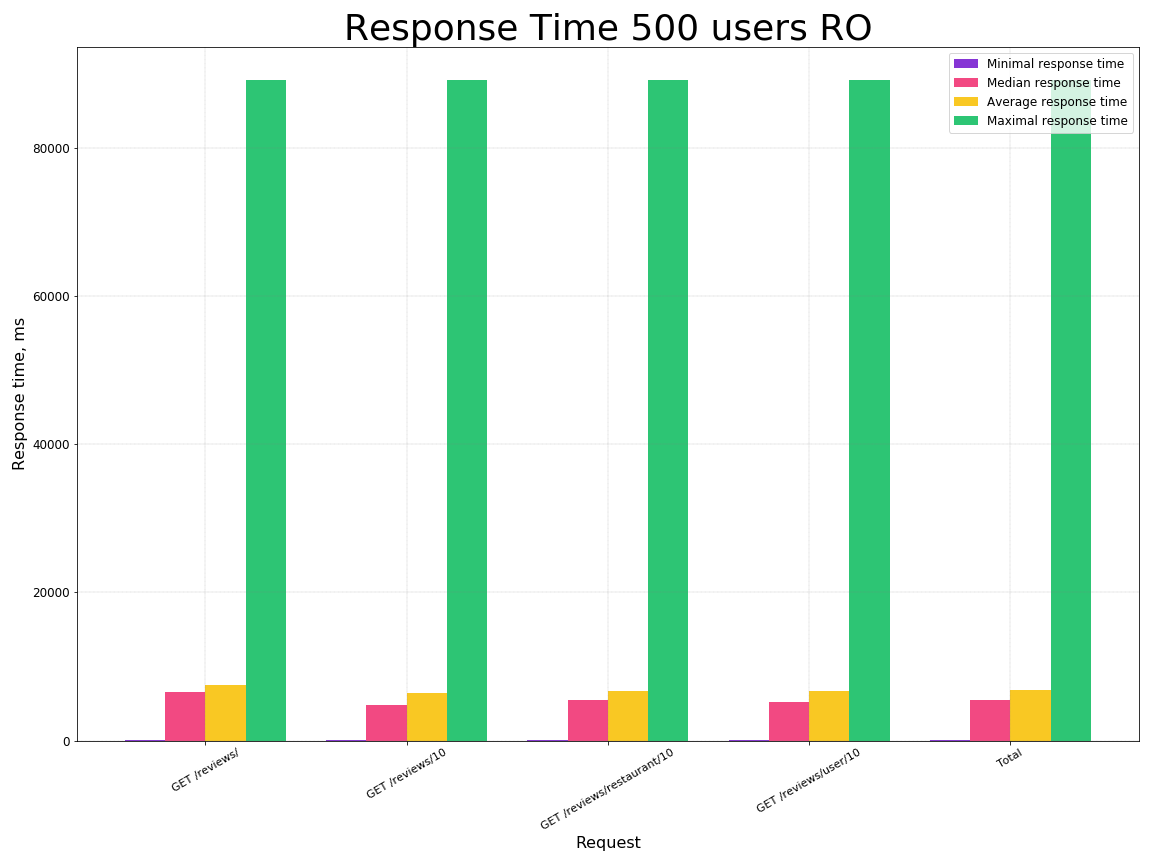 Response Time 500 users RO
Minimal response time
Median response time
Average response time
Maximal response time
Response time, ms
80000
60000
40000
20000
0
GET /reviews/
GET /reviews/10
GET /reviews/restaurant/10
GET /reviews/user/10
Total
Request